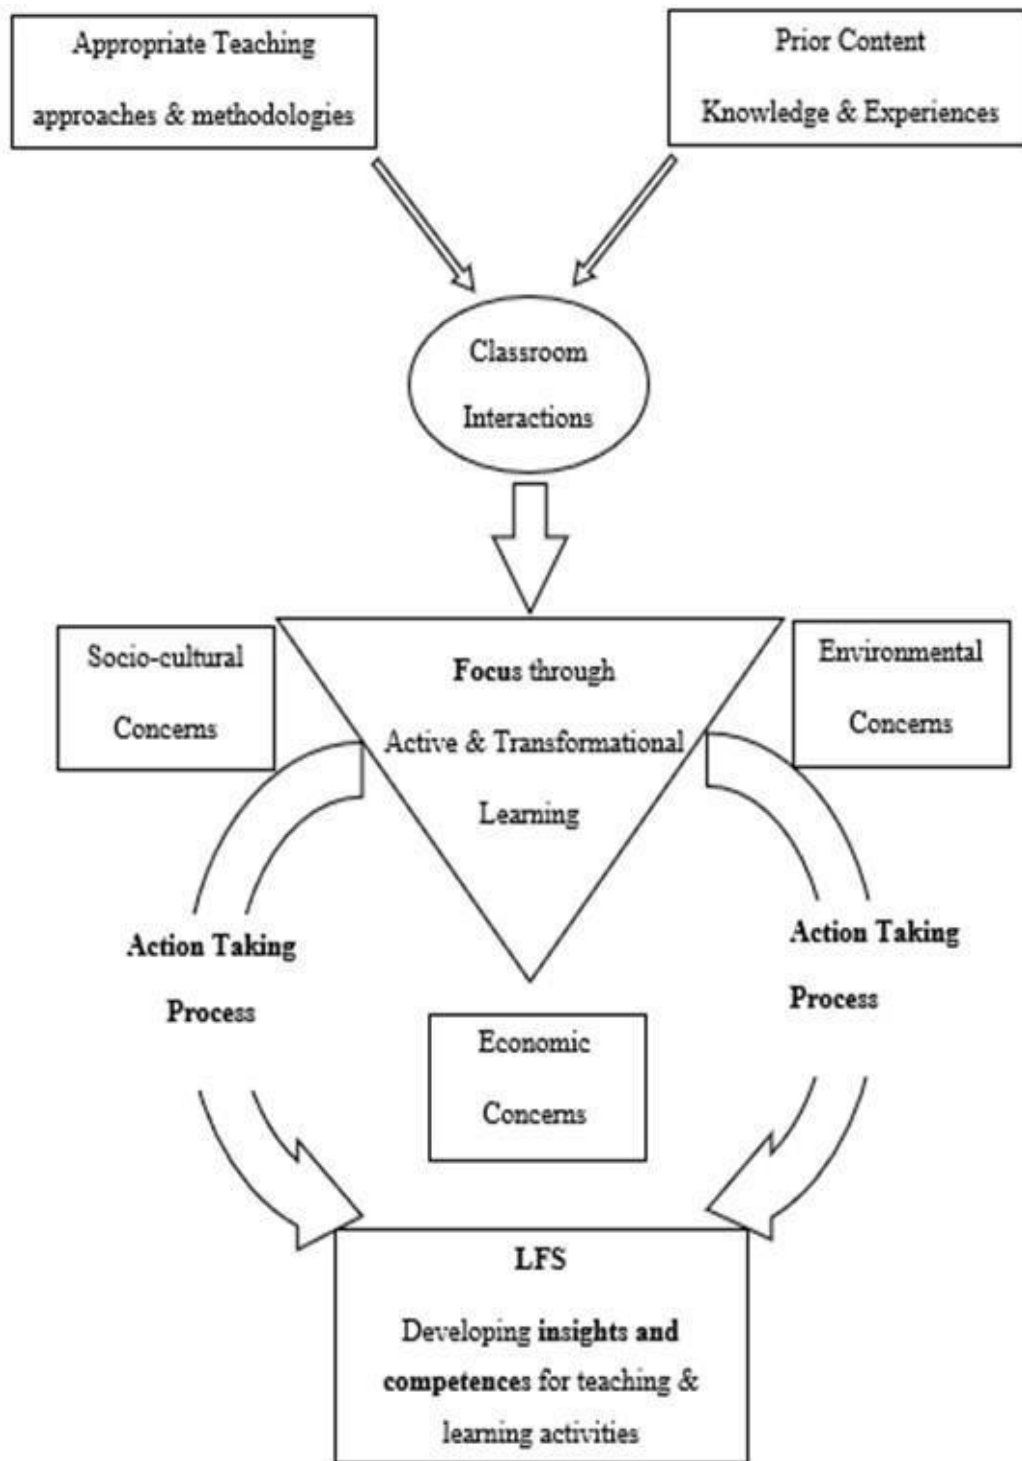 Appropriate Teaching
approaches & methodologies
Prior Content
Knowledge & Experiences
Classroom
Interactions
Socio-cultural
Concerns
Focus through
Active & Transformational
Learning
Environmental
Concerns
Action Taking
Process
Action Taking
Process
Economic
Concerns
LFS
Developing insights and
competences for teaching &
learning activities